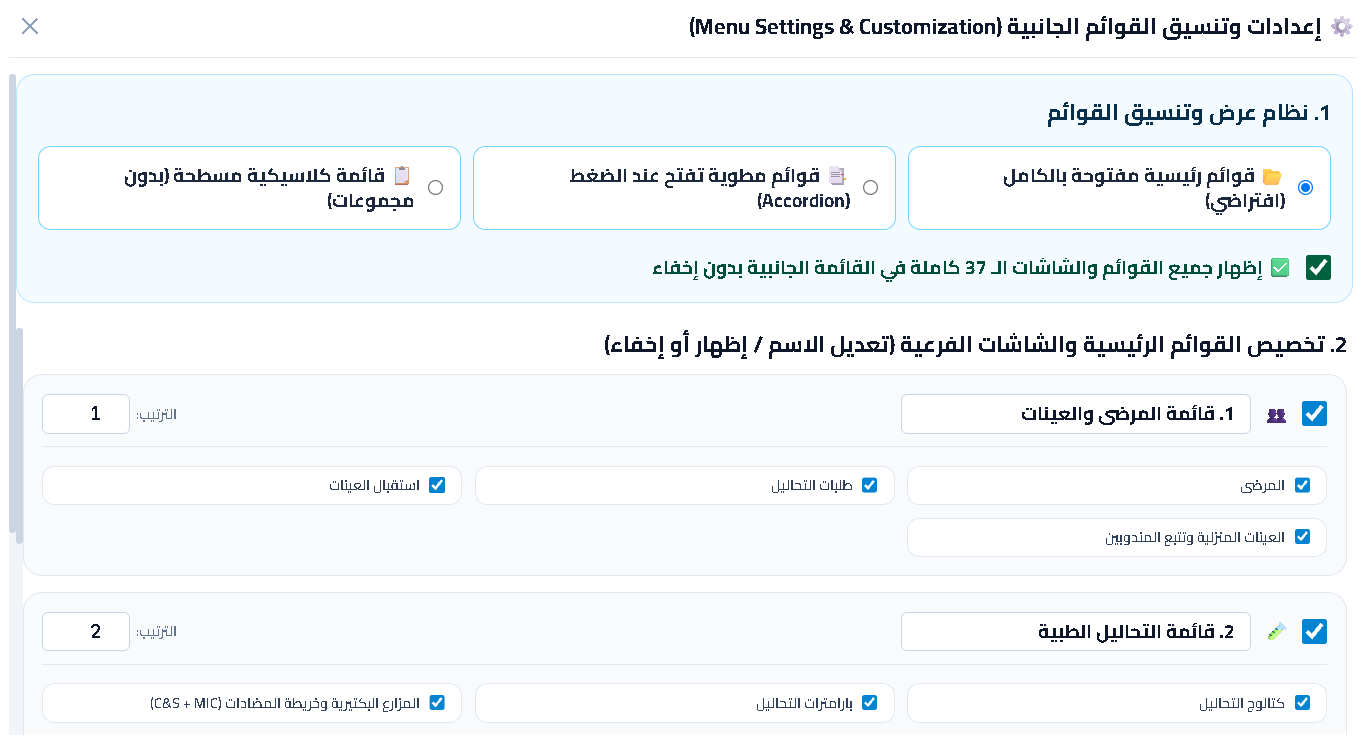 ⚙️ إعدادات وتنسيق القوائم الجانبية (Menu Settings & Customization)
1. نظام عرض وتنسيق القوائم
📂 قوائم رئيسية مفتوحة بالكامل
(افتراضي)
📑 قوائم مطوية تفتح عند الضغط
(Accordion)
📋 قائمة كلاسيكية مسطحة (بدون
مجموعات)
✅ إظهار جميع القوائم والشاشات الـ 37 كاملة في القائمة الجانبية بدون إخفاء
2. تخصيص القوائم الرئيسية والشاشات الفرعية (تعديل الاسم / إظهار أو إخفاء)
👥 1. قائمة المرضى والعينات
الترتيب: 1
المرضى
طلبات التحاليل
استقبال العينات
العينات المنزلية وتتبع المندوبين
🧪 2. قائمة التحاليل الطبية
الترتيب: 2
كتالوج التحاليل
بارامترات التحاليل
المزارع البكتيرية وخريطة المضادات (C&S + MIC)